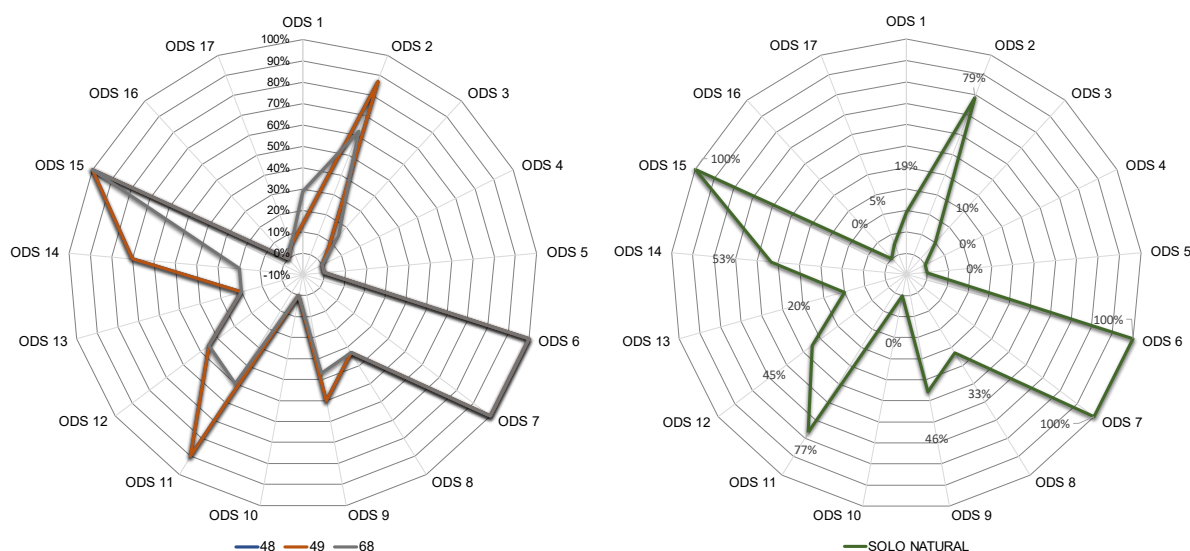 ODS 1
ODS 2
ODS 3
ODS 4
ODS 5
ODS 6
ODS 7
ODS 8
ODS 9
ODS 10
ODS 11
ODS 12
ODS 13
ODS 14
ODS 15
ODS 16
ODS 17
100%
90%
80%
70%
60%
50%
40%
30%
20%
10%
0%
-10%
48 49 68
ODS 1
ODS 2
ODS 3
ODS 4
ODS 5
ODS 6
ODS 7
ODS 8
ODS 9
ODS 10
ODS 11
ODS 12
ODS 13
ODS 14
ODS 15
ODS 16
ODS 17
19%
79%
10%
0%
0%
100%
100%
33%
46%
0%
77%
45%
20%
53%
100%
0%
5%
SOLO NATURAL